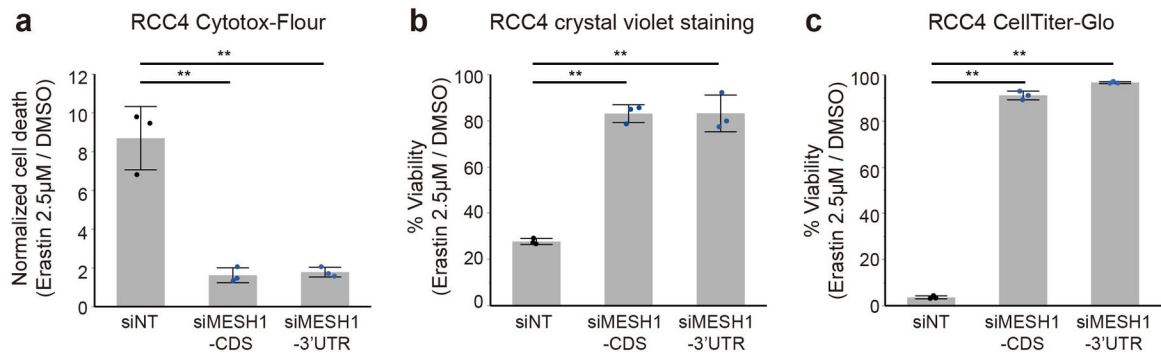 a RCC4 Cytotox-Flour
**
**
Normalized cell death
(Erastin 2.5µM / DMSO)
12
10
8
6
4
2
0
siNT
siMESH1
-CDS
siMESH1
-3'UTR
b RCC4 crystal violet staining
**
**
% Viability
(Erastin 2.5µM / DMSO)
100
80
60
40
20
0
siNT
siMESH1
-CDS
siMESH1
-3'UTR
c RCC4 CellTiter-Glo
**
**
% Viability
(Erastin 2.5µM / DMSO)
100
80
60
40
20
0
siNT
siMESH1
-CDS
siMESH1
-3'UTR